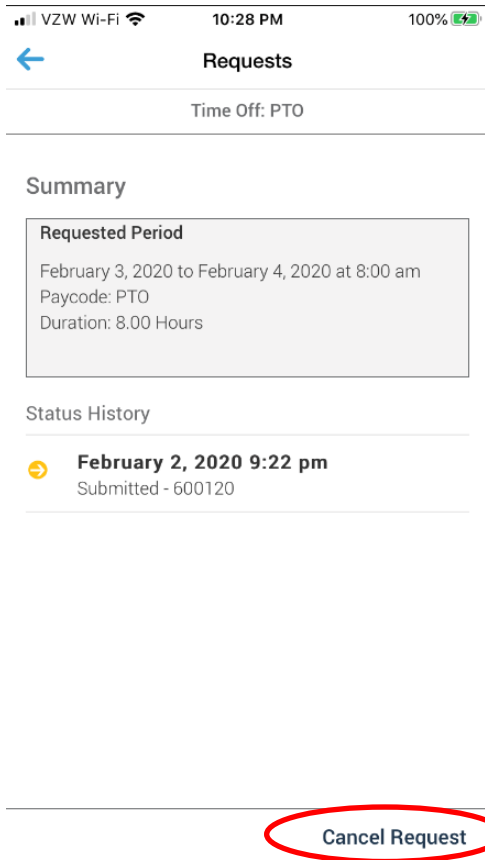 VZW Wi-Fi 10:28 PM 100%
Requests
Time Off: PTO
Summary
Requested Period
February 3, 2020 to February 4, 2020 at 8:00 am
Paycode: PTO
Duration: 8.00 Hours
Status History
February 2, 2020 9:22 pm
Submitted - 600120
Cancel Request